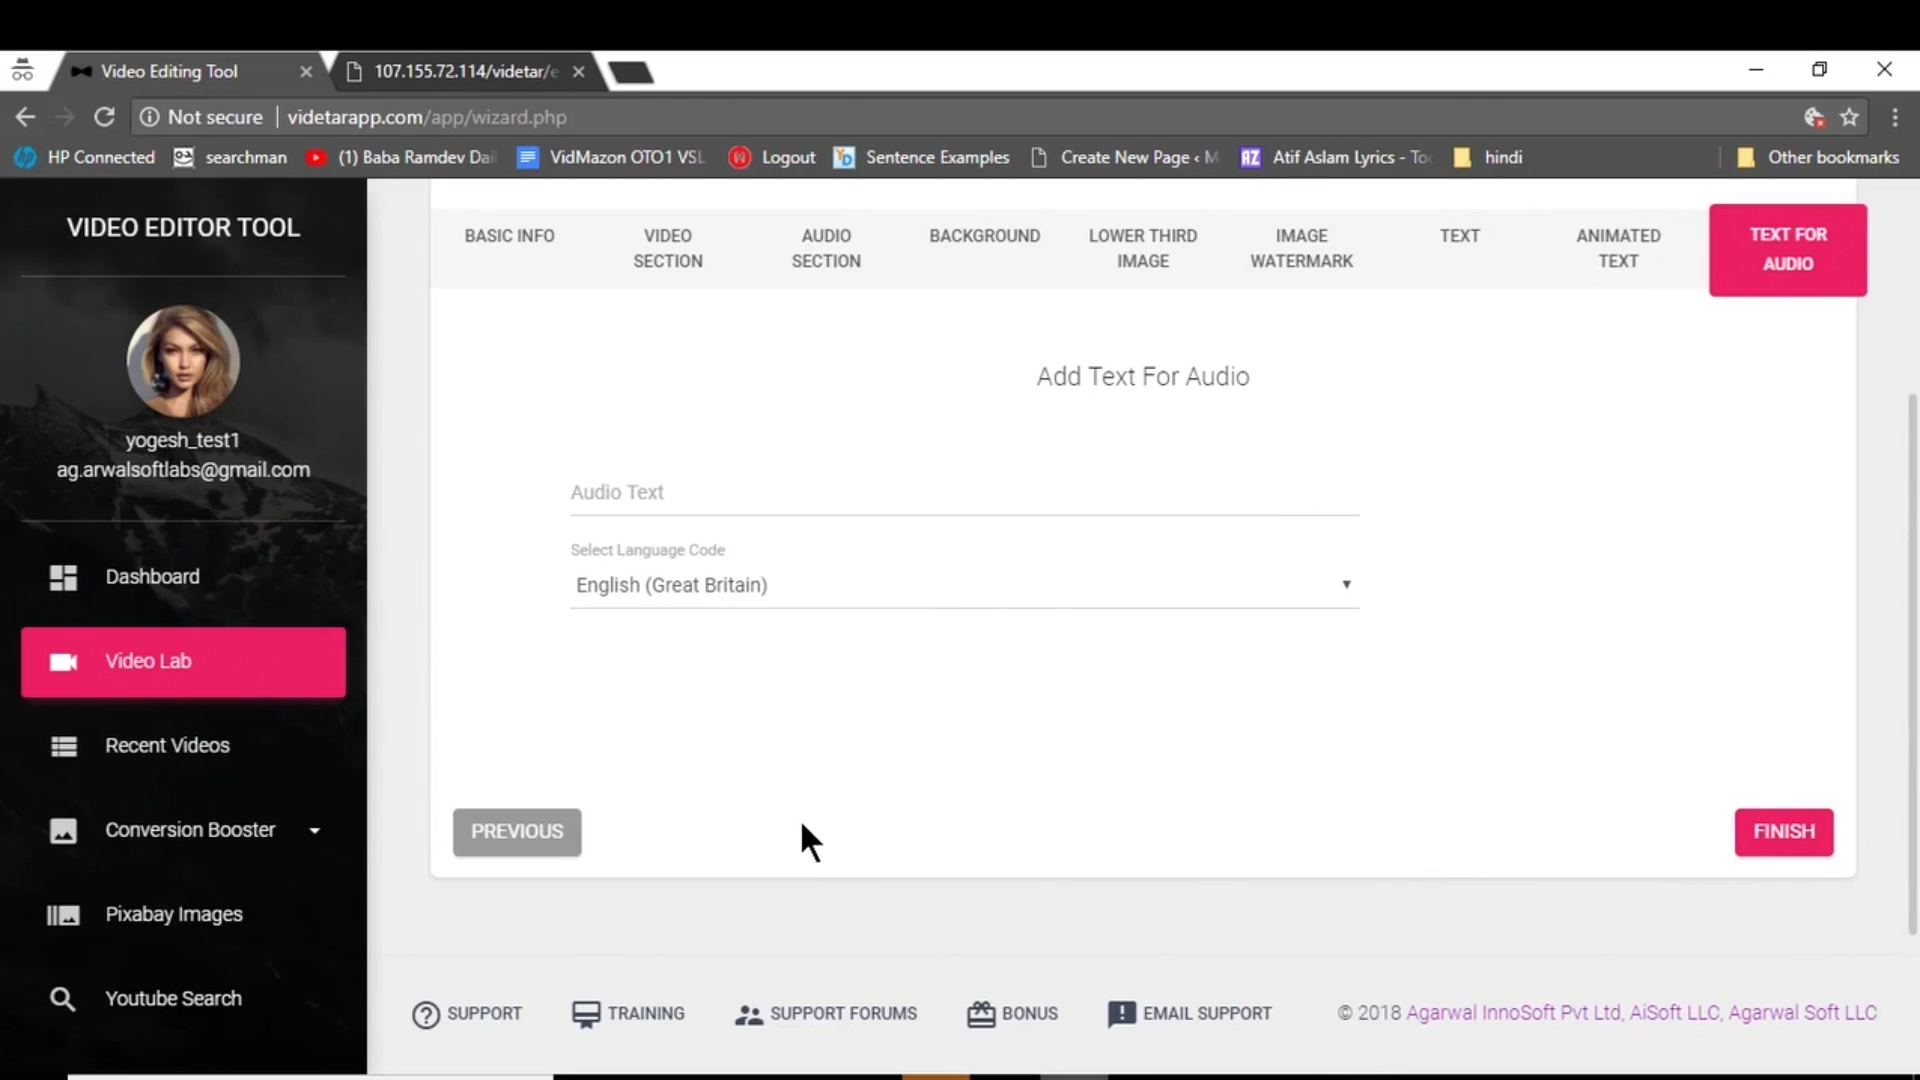 Video Editing Tool
107.155.72.114/videtar/e
Not secure | videtarapp.com/app/wizard.php
HP Connected
searchman
(1) Baba Ramdev Dai
VidMazon OTO1 VSL
Logout
Sentence Examples
Create New Page ‹ M
Atif Aslam Lyrics - Too
hindi
Other bookmarks
VIDEO EDITOR TOOL
yogesh_test1
ag.arwalsoftlabs@gmail.com
Dashboard
Video Lab
Recent Videos
Conversion Booster
Pixabay Images
Youtube Search
BASIC INFO
VIDEO
SECTION
AUDIO
SECTION
BACKGROUND
LOWER THIRD
IMAGE
IMAGE
WATERMARK
TEXT
ANIMATED
TEXT
TEXT FOR
AUDIO
Add Text For Audio
Audio Text
Select Language Code
English (Great Britain)
PREVIOUS
FINISH
SUPPORT
TRAINING
SUPPORT FORUMS
BONUS
EMAIL SUPPORT
© 2018 Agarwal InnoSoft Pvt Ltd, AiSoft LLC, Agarwal Soft LLC